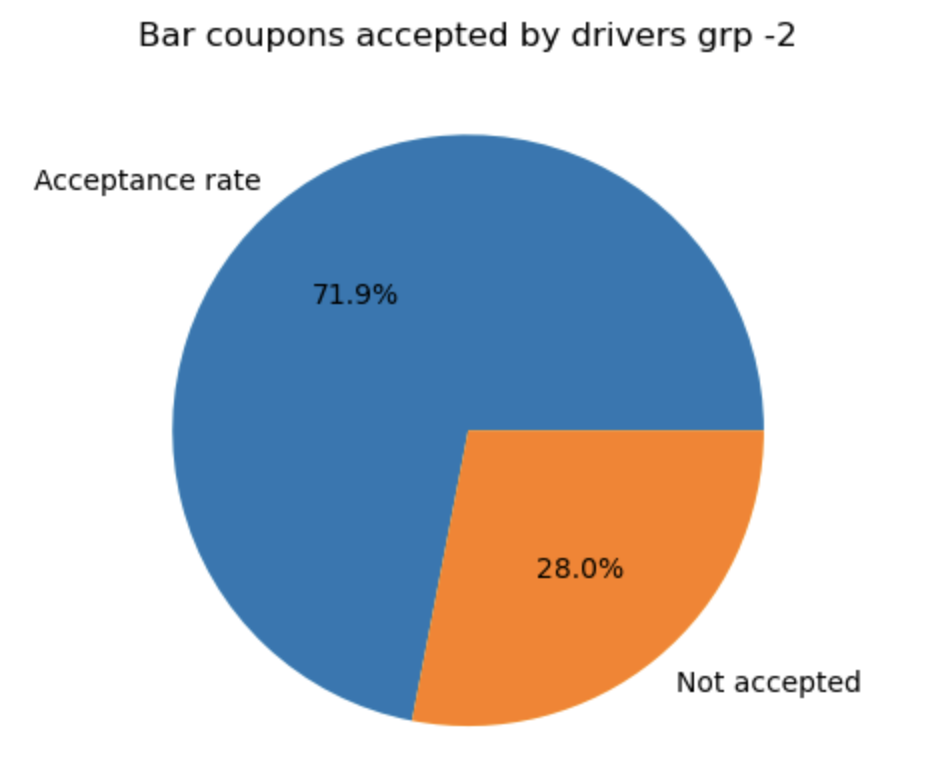 Bar coupons accepted by drivers grp -2
Acceptance rate
71.9%
28.0%
Not accepted